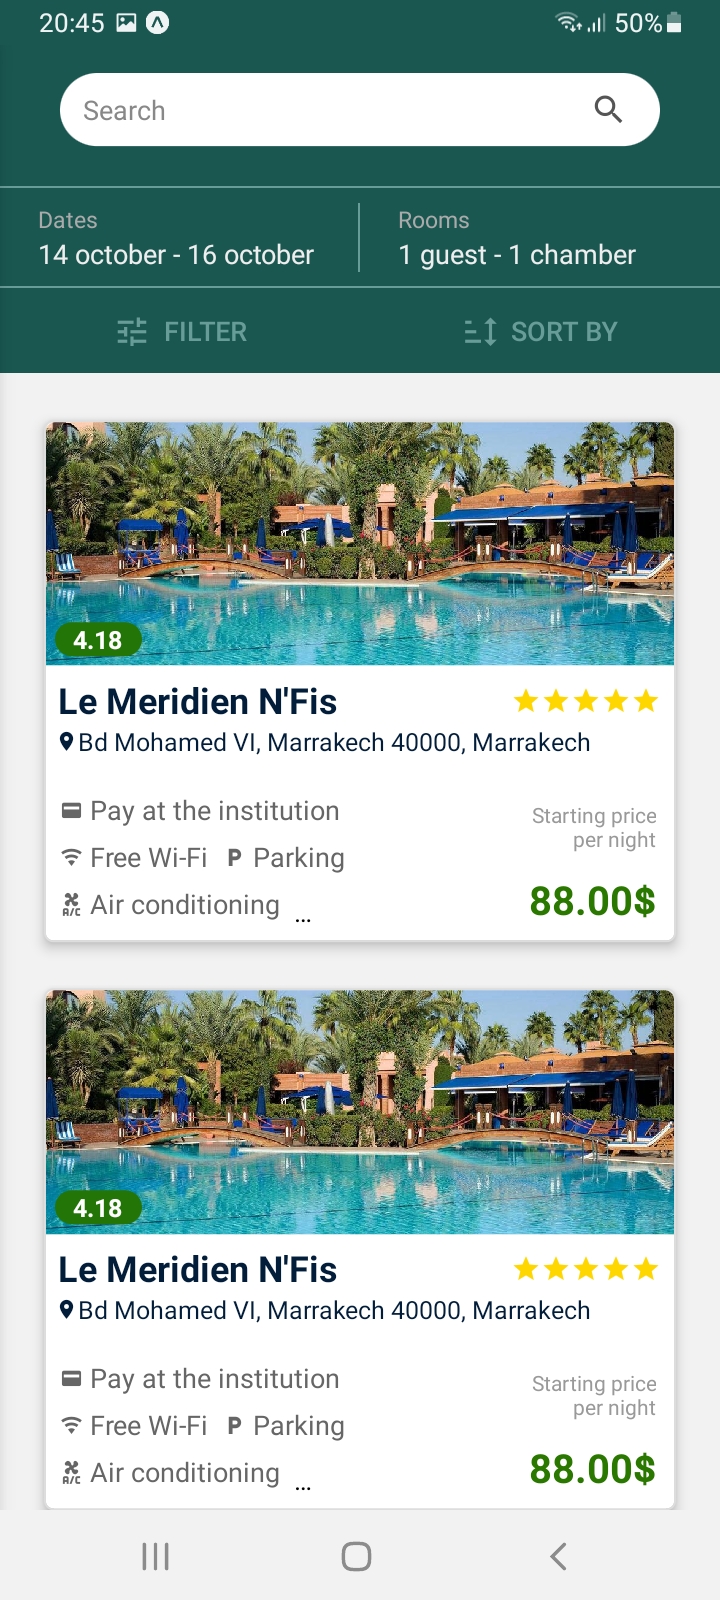 20:45 50%
Search
Dates Rooms
14 october - 16 october 1 guest - 1 chamber
FILTER SORT BY
4.18
Le Meridien N'Fis
Bd Mohamed VI, Marrakech 40000, Marrakech
Pay at the institution
Starting price
per night
Free Wi-Fi P Parking
A/C Air conditioning ...
88.00$
4.18
Le Meridien N'Fis
Bd Mohamed VI, Marrakech 40000, Marrakech
Pay at the institution
Starting price
per night
Free Wi-Fi P Parking
A/C Air conditioning ...
88.00$